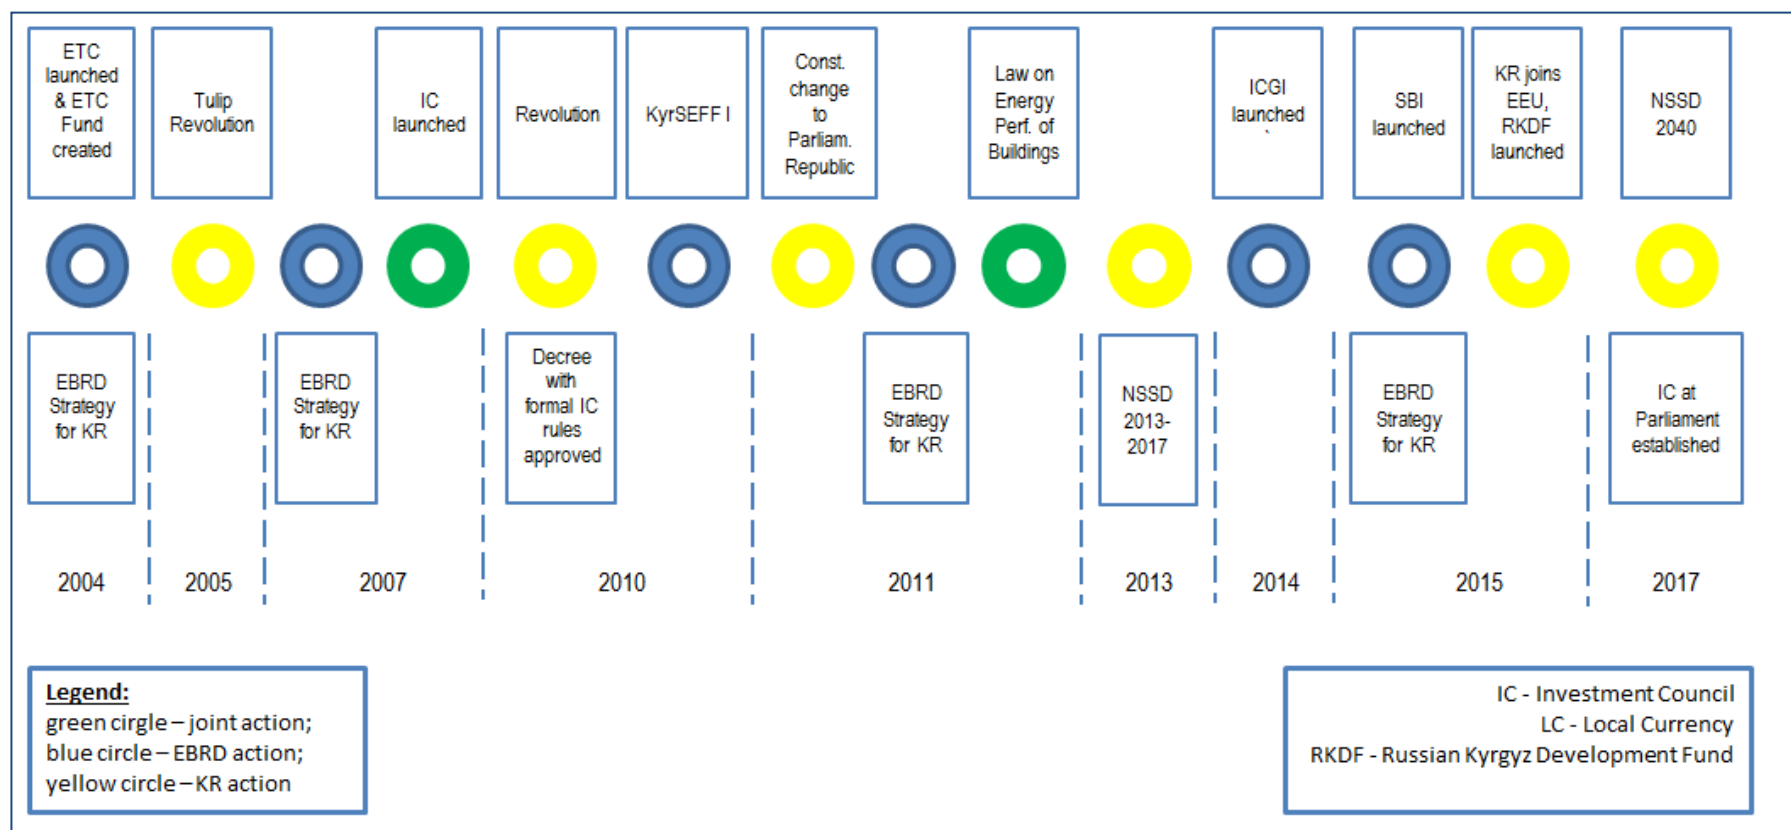 ETC
launched
& ETC
Fund
created
Tulip
Revolution
IC
launched
Revolution
KyrSEFF I
Const.
change
to
Parliam.
Republic
Law on
Energy
Perf. of
Buildings
ICGI
launched
`
SBI
launched
KR joins
EEU,
RKDF
launched
NSSD
2040
EBRD
Strategy
for KR
EBRD
Strategy
for KR
Decree
with
formal IC
rules
approved
EBRD
Strategy
for KR
NSSD
2013-
2017
EBRD
Strategy
for KR
IC at
Parliament
established
2004
2005
2007
2010
2011
2013
2014
2015
2017
Legend:
green cirgle – joint action;
blue circle – EBRD action;
yellow circle – KR action
IC - Investment Council
LC - Local Currency
RKDF - Russian Kyrgyz Development Fund